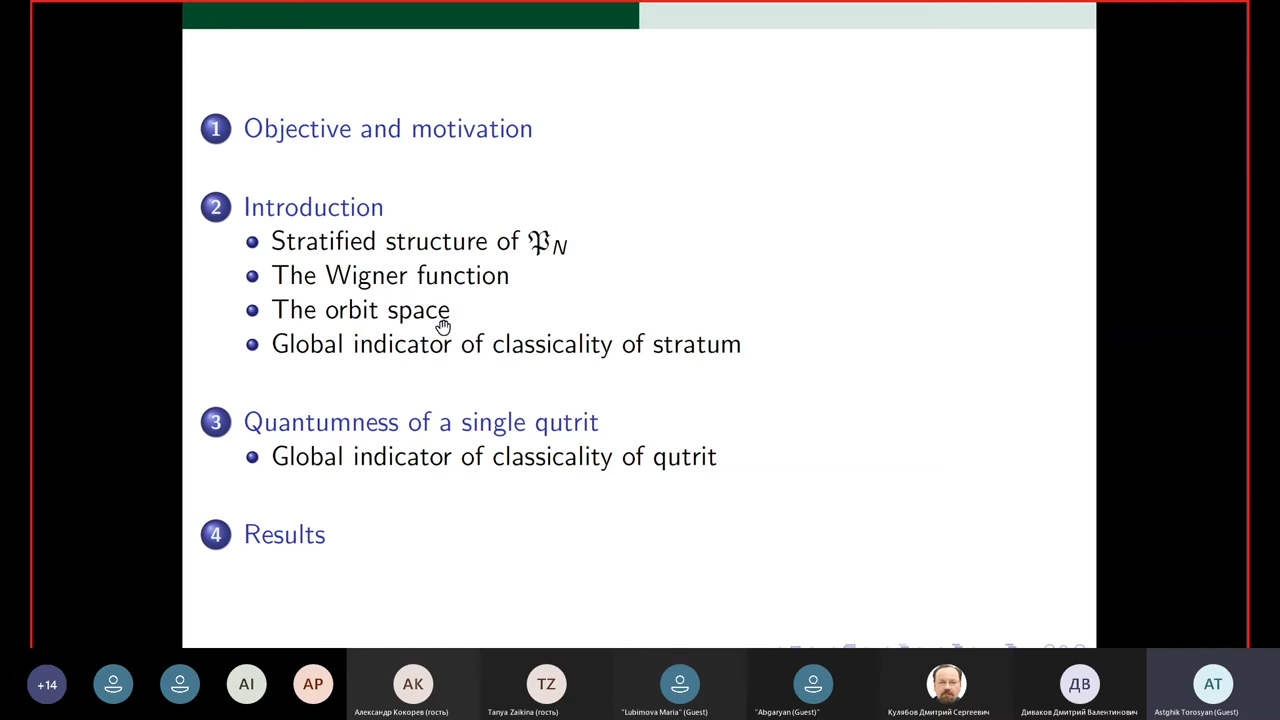 1 Objective and motivation
2 Introduction
Stratified structure of 𝔓_N
The Wigner function
The orbit space
Global indicator of classicality of stratum
3 Quantumness of a single qutrit
Global indicator of classicality of qutrit
4 Results
+14 AI AP AK TZ ДВ AT
Александр Кокорев (гость) Tanya Zaikina (гость) "Lubimova Maria" (Guest) "Abgaryan (Guest)" Кулябов Дмитрий Сергеевич Диваков Дмитрий Валентинович Astghik Torosyan (Guest)